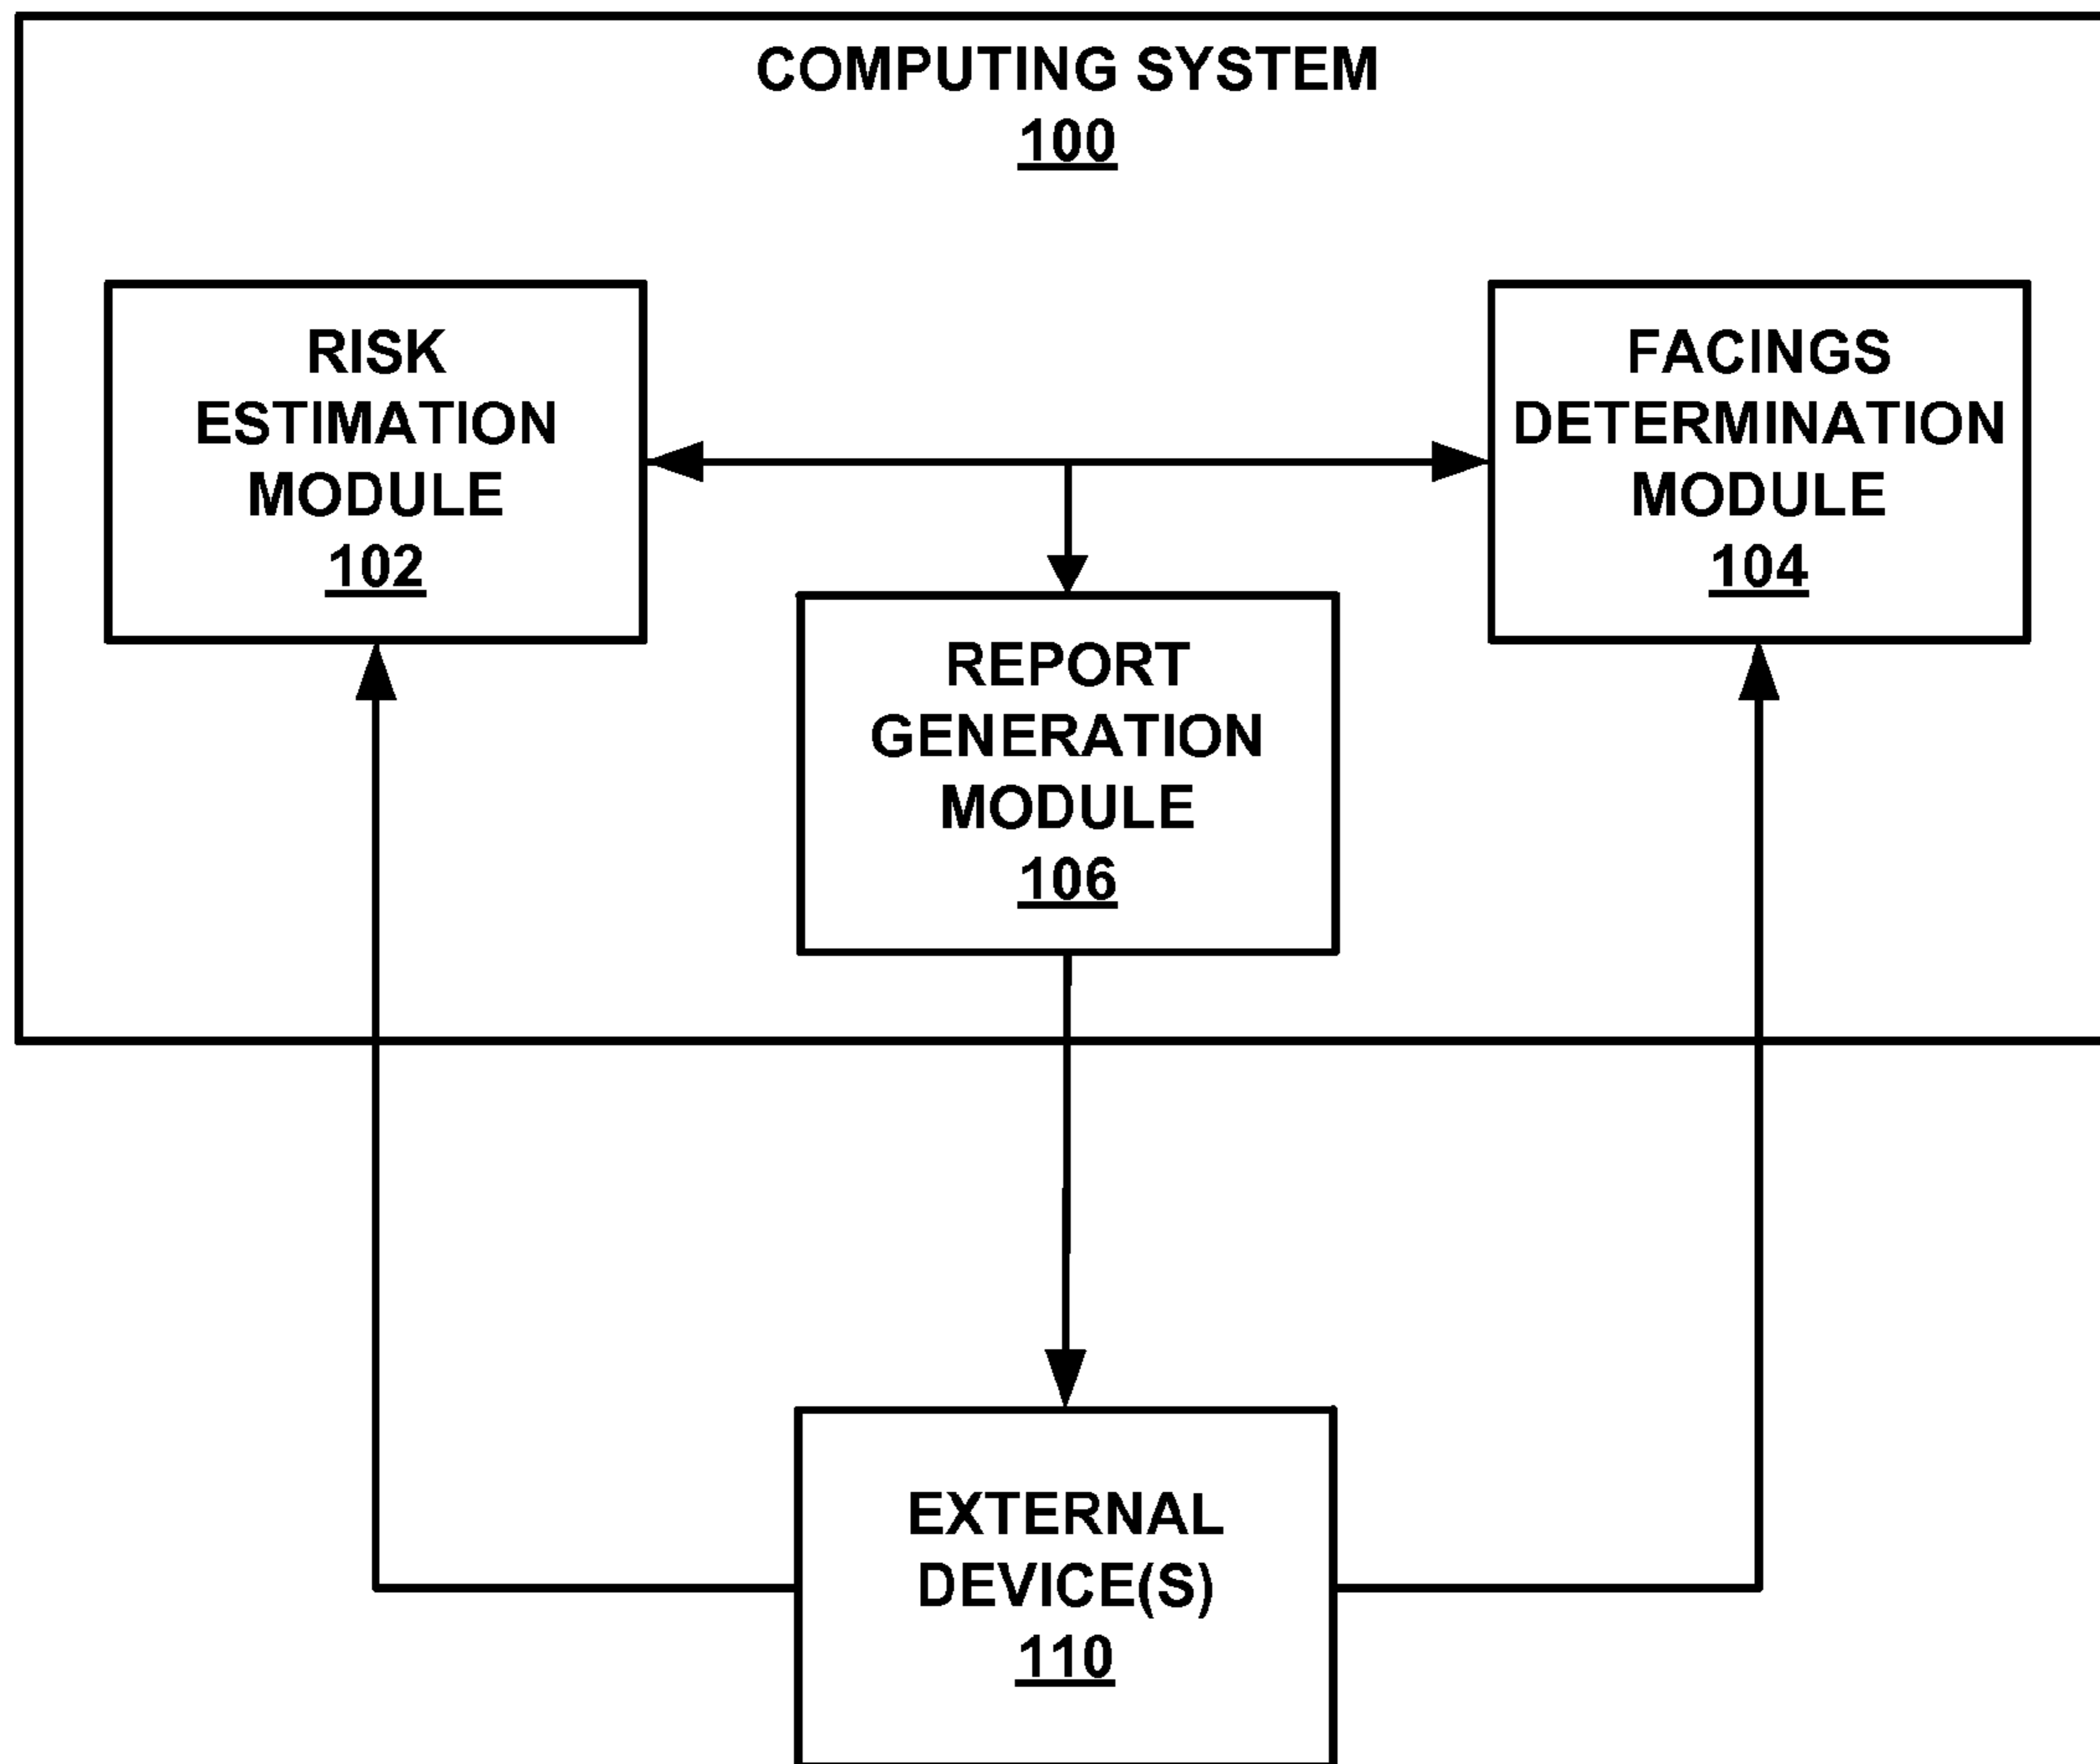 COMPUTING SYSTEM
100
RISK
ESTIMATION
MODULE
102
FACINGS
DETERMINATION
MODULE
104
REPORT
GENERATION
MODULE
106
EXTERNAL
DEVICE(S)
110